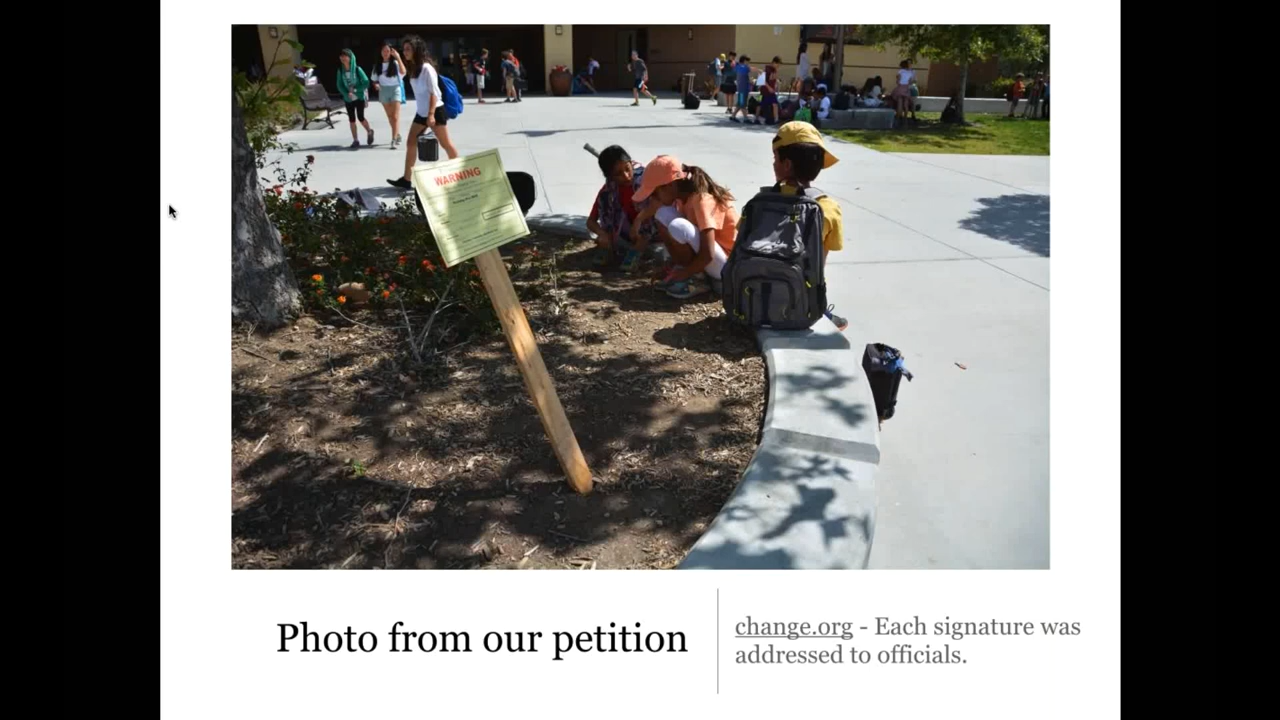 WARNING
Photo from our petition
change.org - Each signature was
addressed to officials.